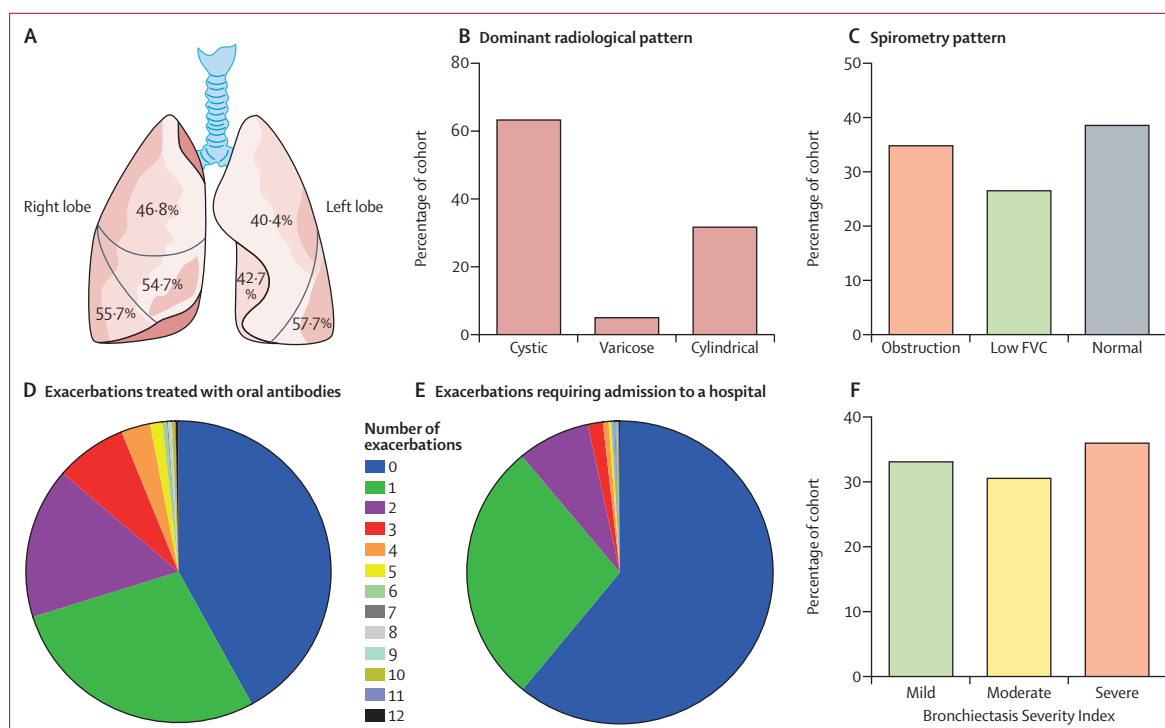 A
Right lobe
Left lobe
46·8%
40·4%
54·7%
42·7
%
55·7%
57·7%
B Dominant radiological pattern
Percentage of cohort
80
60
40
20
0
Cystic Varicose Cylindrical
C Spirometry pattern
Percentage of cohort
50
40
30
20
10
0
Obstruction Low FVC Normal
D Exacerbations treated with oral antibodies
E Exacerbations requiring admission to a hospital
Number of
exacerbations
0
1
2
3
4
5
6
7
8
9
10
11
12
F
Percentage of cohort
40
30
20
10
0
Mild Moderate Severe
Bronchiectasis Severity Index